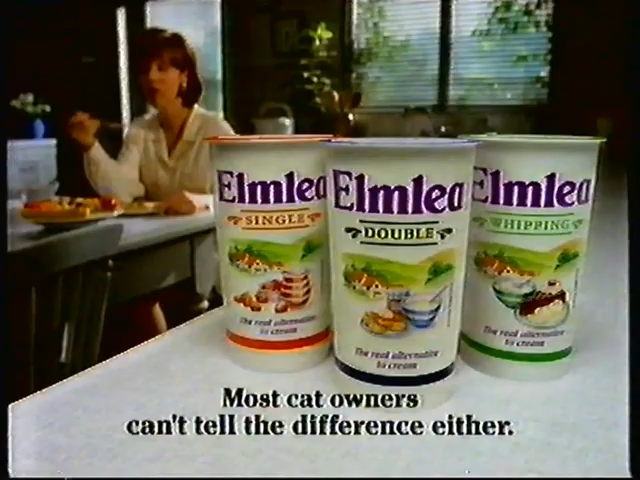 Elmlea
SINGLE
The real alternative
to cream
Elmlea
DOUBLE
The real alternative
to cream
Elmlea
WHIPPING
The real alternative
to cream
Most cat owners
can't tell the difference either.